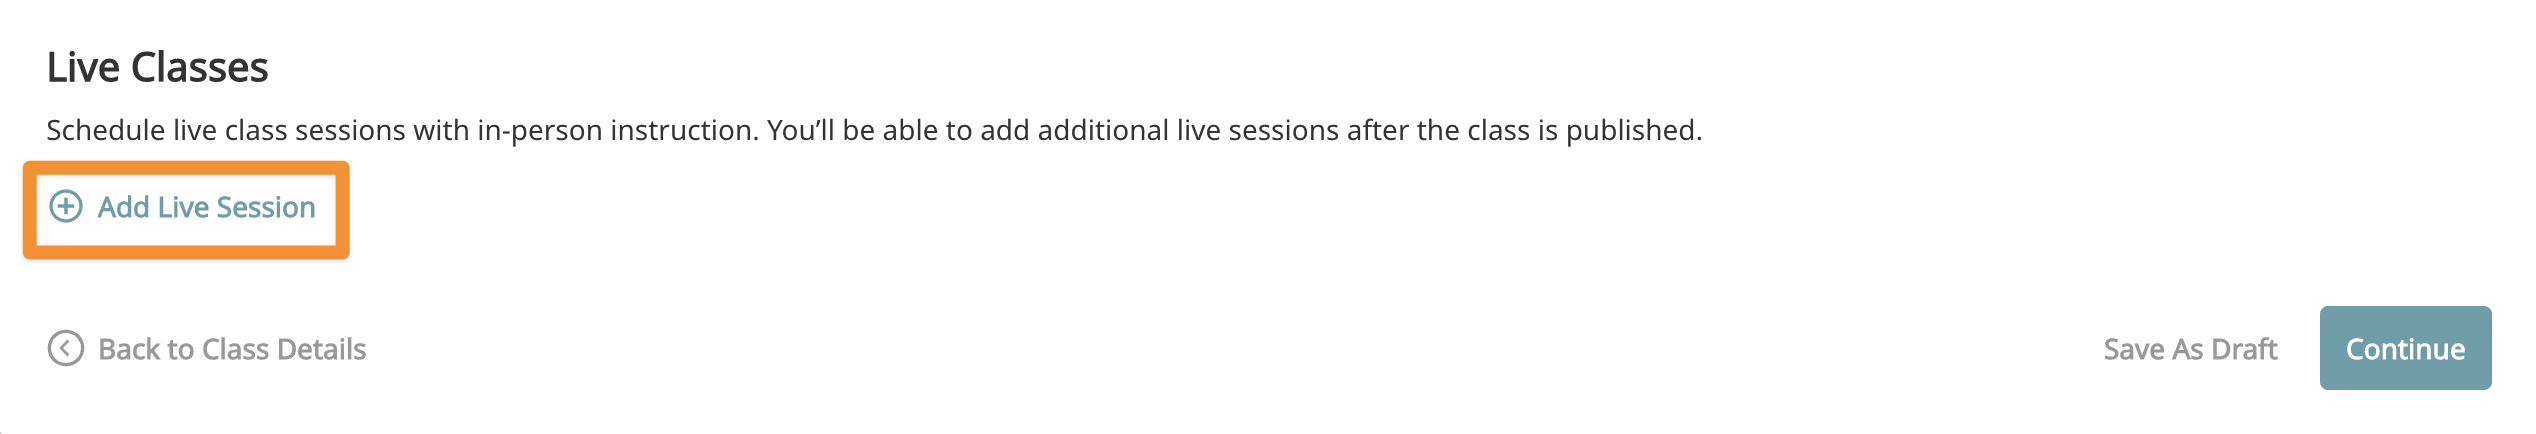 Live Classes
Schedule live class sessions with in-person instruction. You’ll be able to add additional live sessions after the class is published.
Add Live Session
Back to Class Details
Save As Draft
Continue